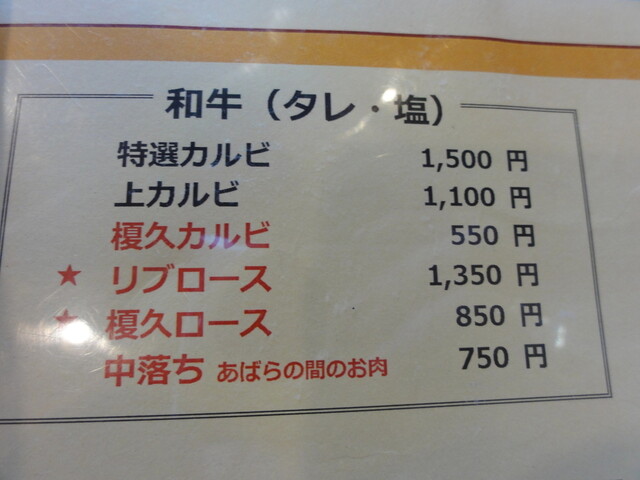 和牛（タレ・塩）
特選カルビ 1,500 円
上カルビ 1,100 円
榎久カルビ 550 円
★ リブロース 1,350 円
★ 榎久ロース 850 円
中落ち あばらの間のお肉 750 円